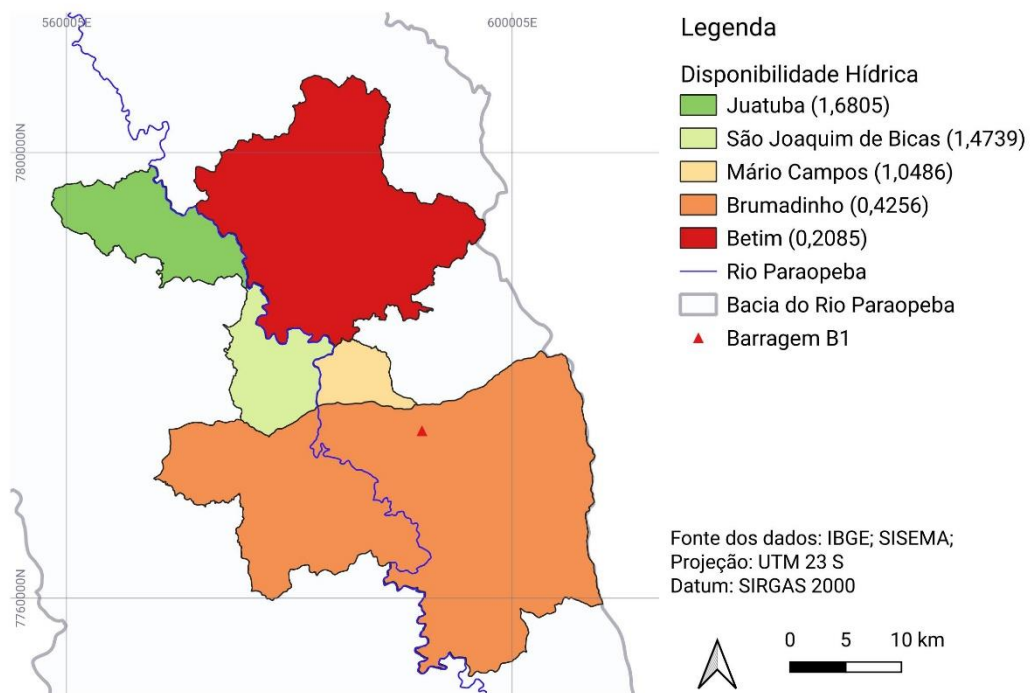 560005E
600005E
7800000N
7760000N
Legenda
Disponibilidade Hídrica
Juatuba (1,6805)
São Joaquim de Bicas (1,4739)
Mário Campos (1,0486)
Brumadinho (0,4256)
Betim (0,2085)
Rio Paraopeba
Bacia do Rio Paraopeba
Barragem B1
Fonte dos dados: IBGE; SISEMA;
Projeção: UTM 23 S
Datum: SIRGAS 2000
0 5 10 km